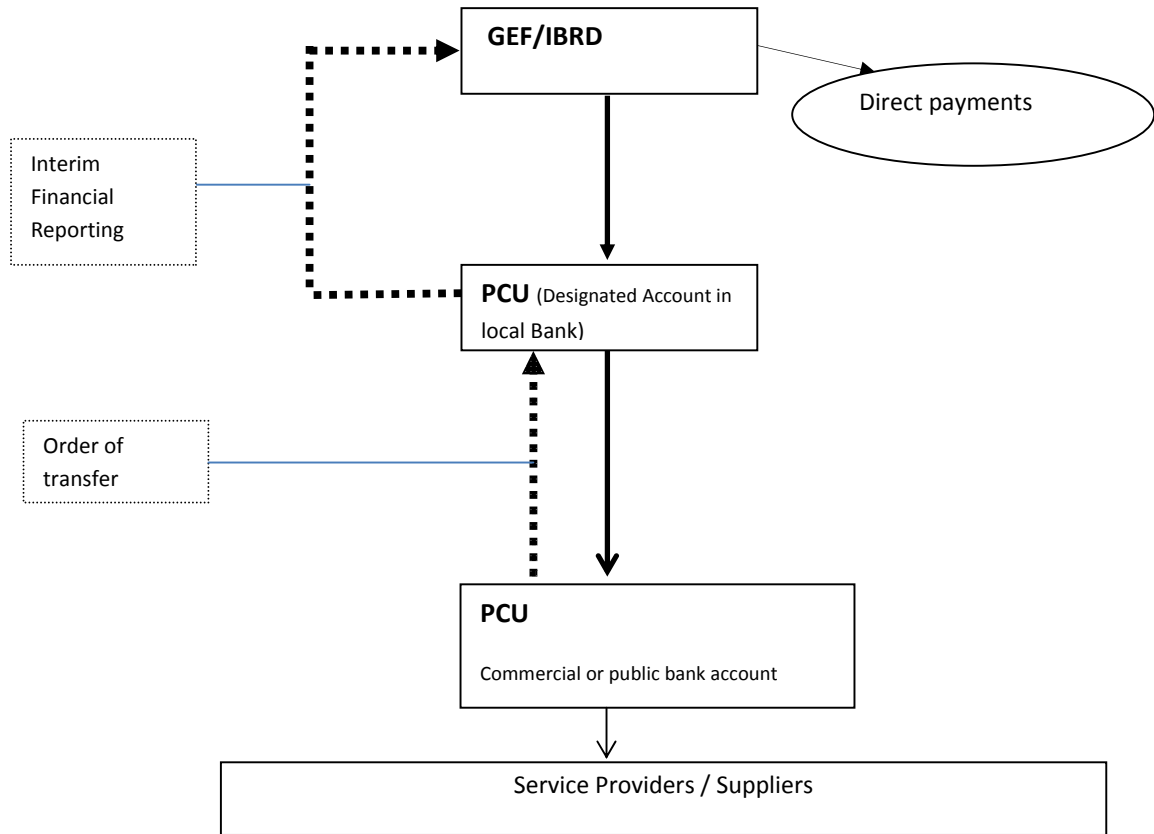 GEF/IBRD
Direct payments
Interim
Financial
Reporting
PCU (Designated Account in
local Bank)
Order of
transfer
PCU
Commercial or public bank account
Service Providers / Suppliers